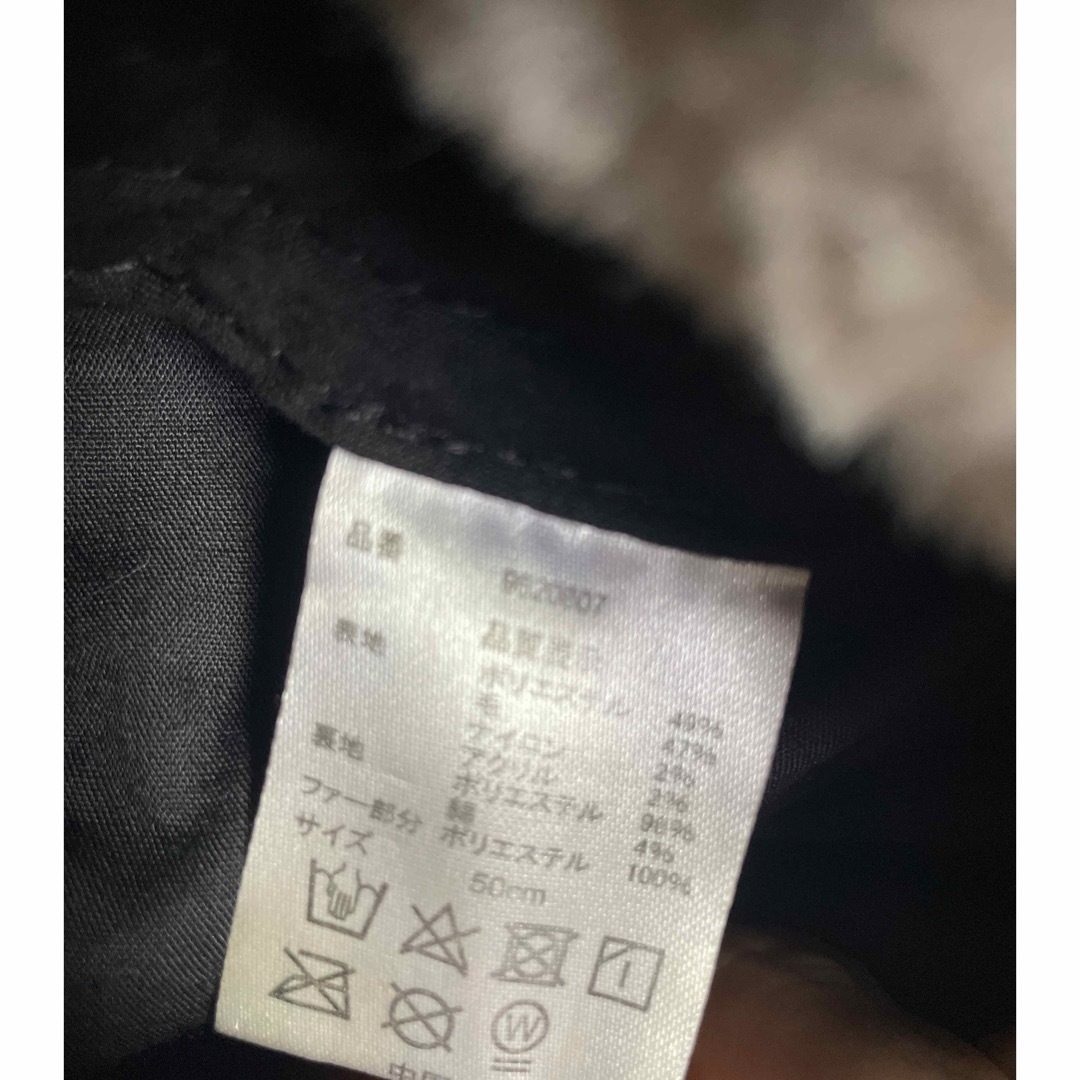 品番 9520807
品質表示
表地 ポリエステル 49%
毛 47%
ナイロン 2%
アクリル 2%
裏地 ポリエステル 96%
綿 4%
ファー部分 ポリエステル 100%
サイズ 50cm
W